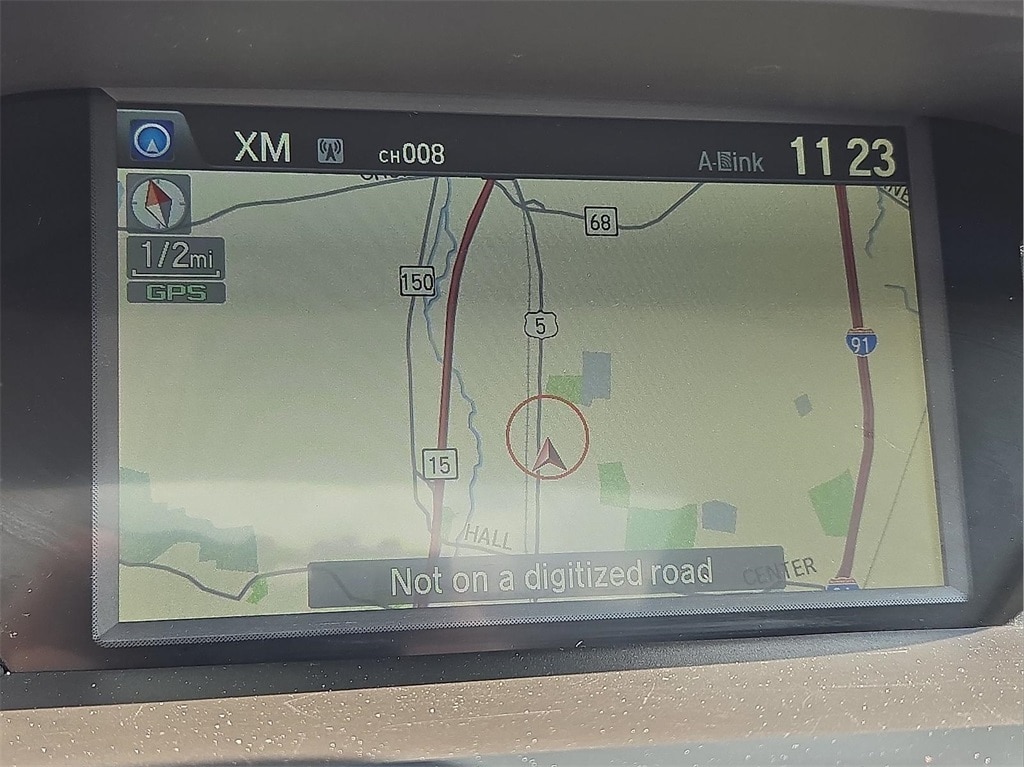 XM CH008 A-Link 11 23
68
1/2mi
150
GPS
5
91
15
HALL
Not on a digitized road
CENTER